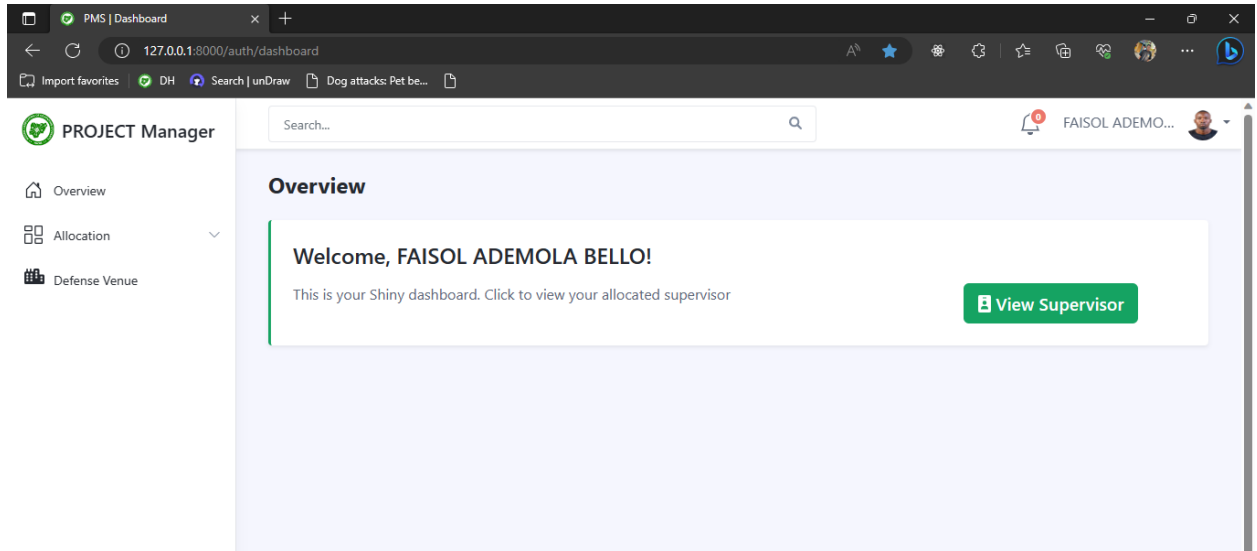 PMS | Dashboard
127.0.0.1:8000/auth/dashboard
Import favorites DH Search | unDraw Dog attacks: Pet be...
PROJECT Manager
Search...
0
FAISOL ADEMO...
Overview
Allocation
Defense Venue
Overview
Welcome, FAISOL ADEMOLA BELLO!
This is your Shiny dashboard. Click to view your allocated supervisor
View Supervisor